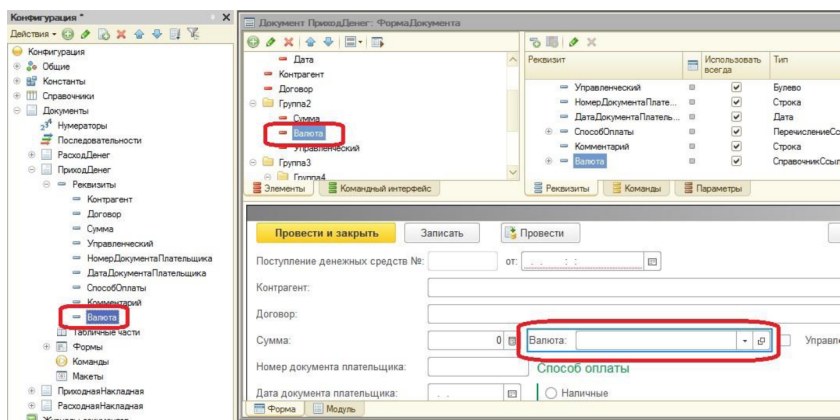 Конфигурация *
Действия
Конфигурация
Общие
Константы
Справочники
Документы
Нумераторы
Последовательности
РасходДенег
ПриходДенег
Реквизиты
Контрагент
Договор
Сумма
Управленческий
НомерДокументаПлательщика
ДатаДокументаПлательщика
СпособОплаты
Комментарий
Валюта
Табличные части
Формы
Команды
Макеты
ПриходнаяНакладная
РасходнаяНакладная
Журналы документов
Документ ПриходДенег: ФормаДокумента
Дата
Контрагент
Договор
Группа2
Сумма
Валюта
Управленческий
Группа3
Группа4
Элементы Командный интерфейс
Реквизит Использовать всегда Тип
Управленческий Булево
НомерДокументаПлате... Строка
ДатаДокументаПлатель... Дата
СпособОплаты ПеречислениеСс
Комментарий Строка
Валюта СправочникСсыл
Реквизиты Команды Параметры
Провести и закрыть Записать Провести
Поступление денежных средств №: от: . . : :
Контрагент:
Договор:
Сумма: 0 Валюта: Управле
Номер документа плательщика: Способ оплаты
Дата документа плательщика: . . Наличные
Форма Модуль